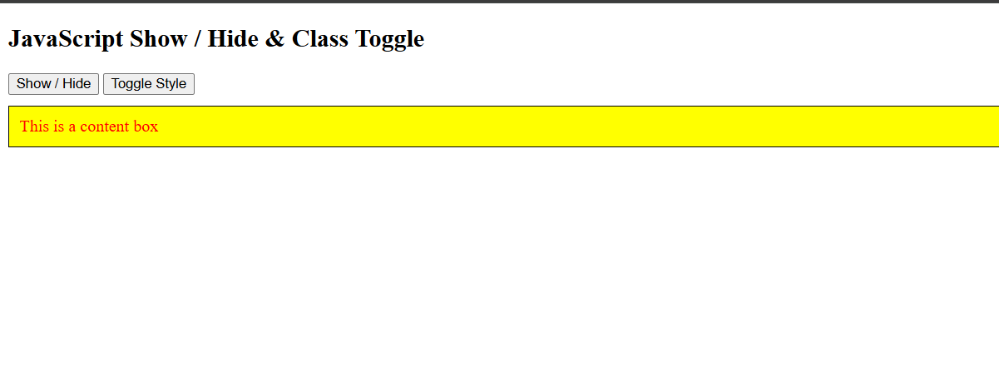 JavaScript Show / Hide & Class Toggle
Show / Hide Toggle Style
This is a content box